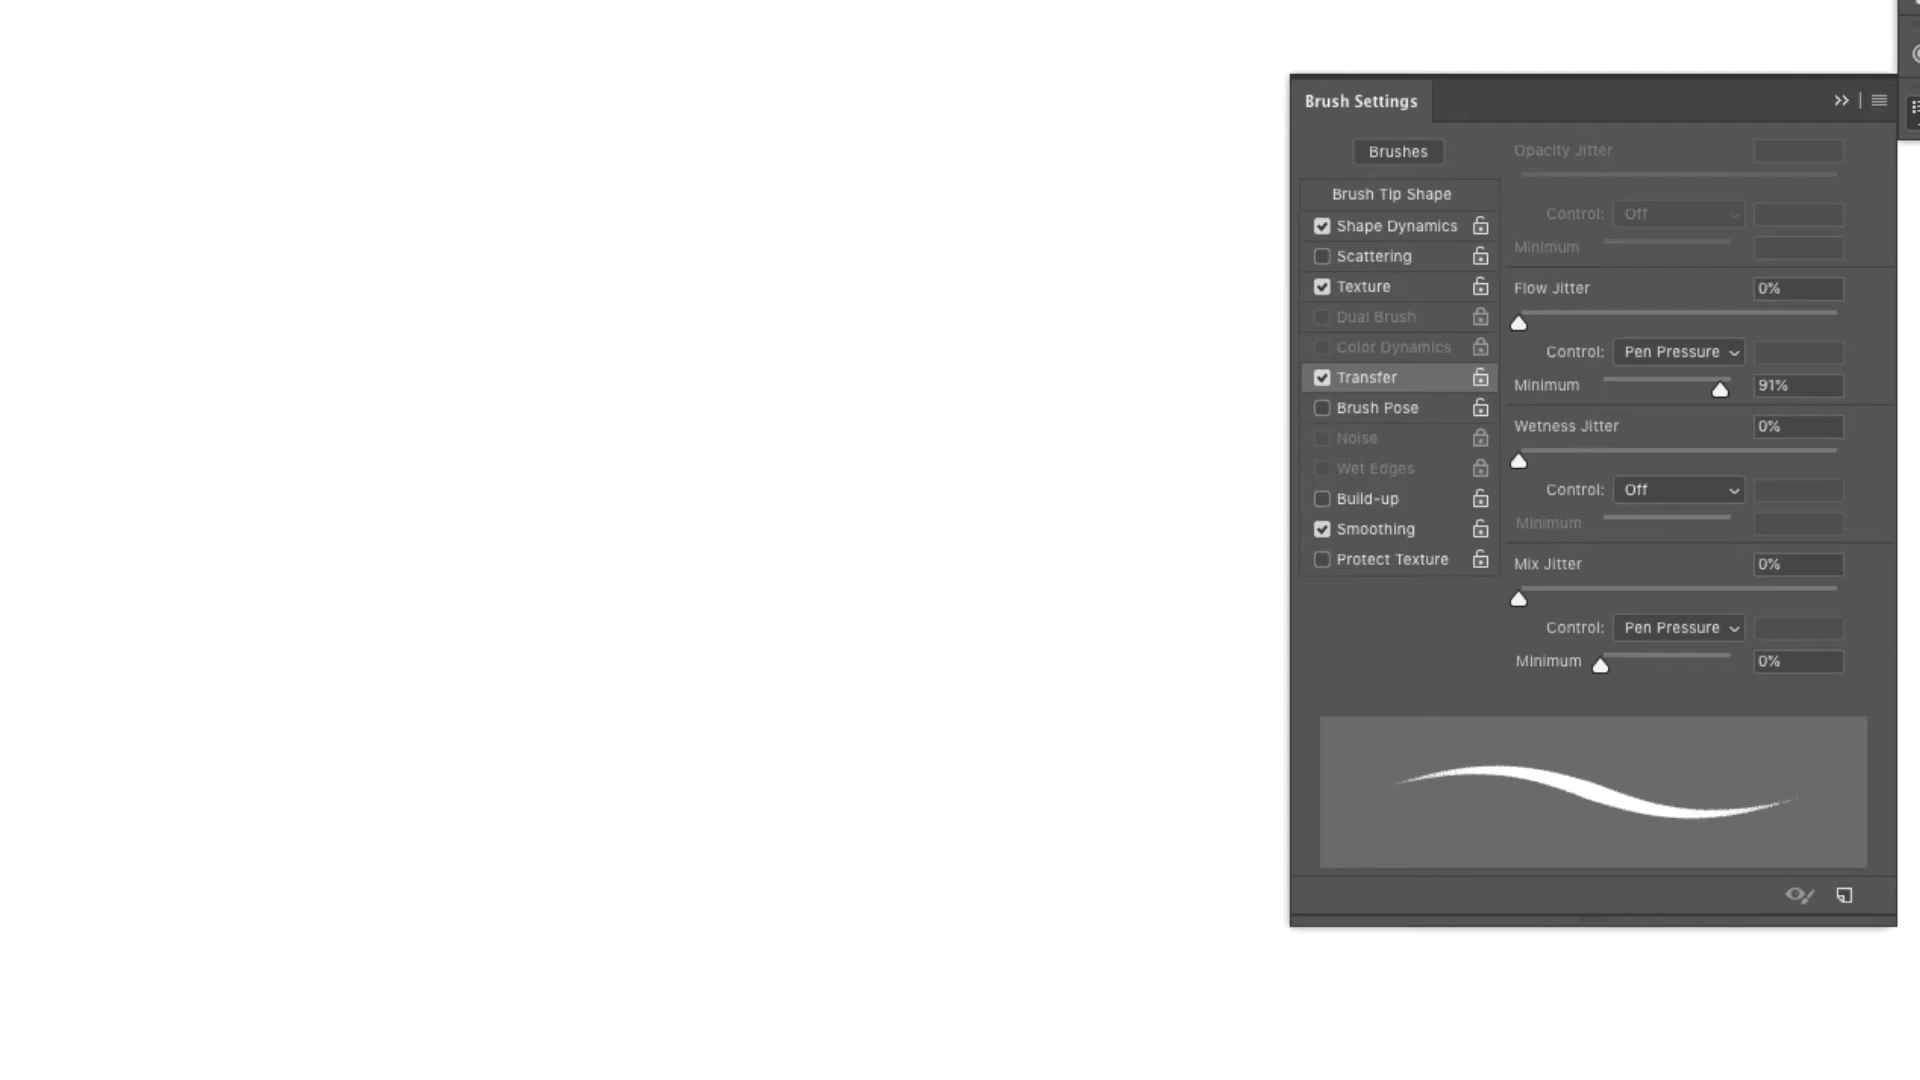 Brush Settings
Brushes
Brush Tip Shape
Shape Dynamics
Scattering
Texture
Dual Brush
Color Dynamics
Transfer
Brush Pose
Noise
Wet Edges
Build-up
Smoothing
Protect Texture
Opacity Jitter
Control: Off
Minimum
Flow Jitter 0%
Control: Pen Pressure
Minimum 91%
Wetness Jitter 0%
Control: Off
Minimum
Mix Jitter 0%
Control: Pen Pressure
Minimum 0%